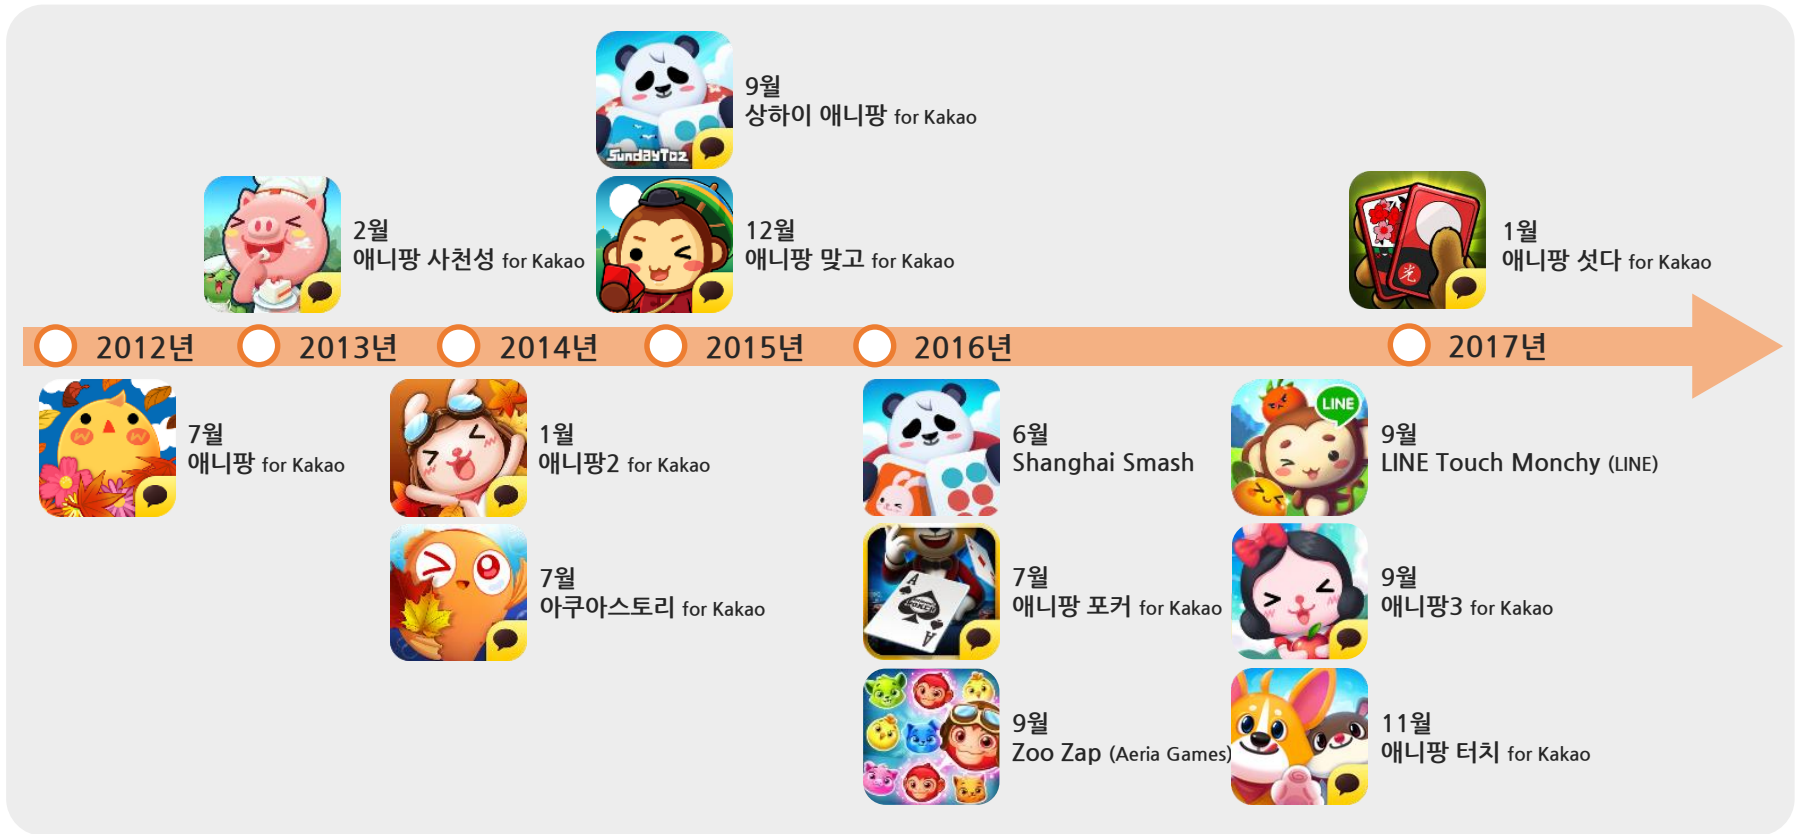 9월
상하이 애니팡 for Kakao
SundayToz
2월
애니팡 사천성 for Kakao
12월
애니팡 맞고 for Kakao
1월
애니팡 섯다 for Kakao
光
2012년
2013년
2014년
2015년
2016년
2017년
7월
애니팡 for Kakao
1월
애니팡2 for Kakao
7월
아쿠아스토리 for Kakao
6월
Shanghai Smash
7월
애니팡 포커 for Kakao
A
POKER
A
9월
Zoo Zap (Aeria Games)
LINE
9월
LINE Touch Monchy (LINE)
9월
애니팡3 for Kakao
11월
애니팡 터치 for Kakao